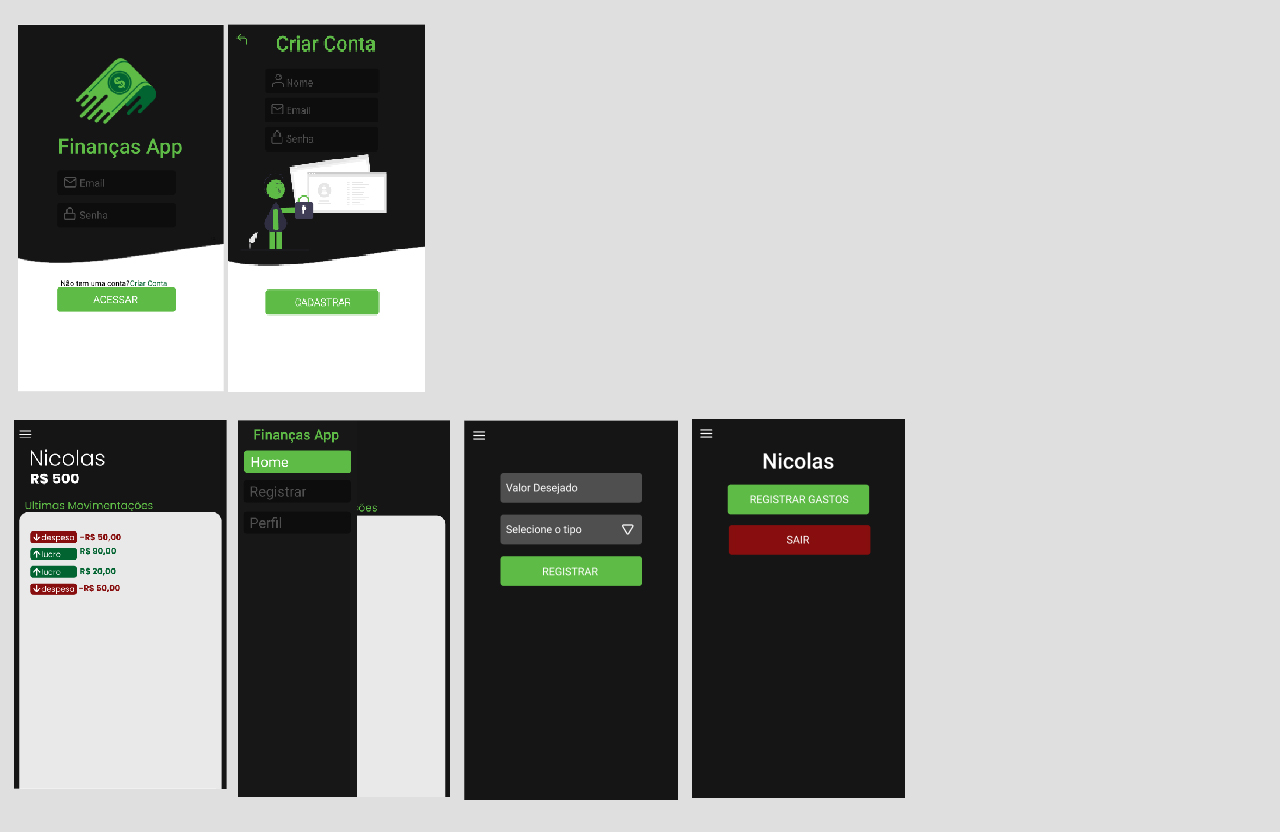 Finanças App
Email
Senha
Não tem uma conta?Criar Conta
ACESSAR
Criar Conta
Nome
Email
Senha
CADASTRAR
Nicolas
R$ 500
Ultimas Movimentações
despesa -R$ 50,00
lucro R$ 90,00
lucro R$ 20,00
despesa -R$ 60,00
Finanças App
Home
Registrar
Perfil
ões
Valor Desejado
Selecione o tipo
REGISTRAR
Nicolas
REGISTRAR GASTOS
SAIR